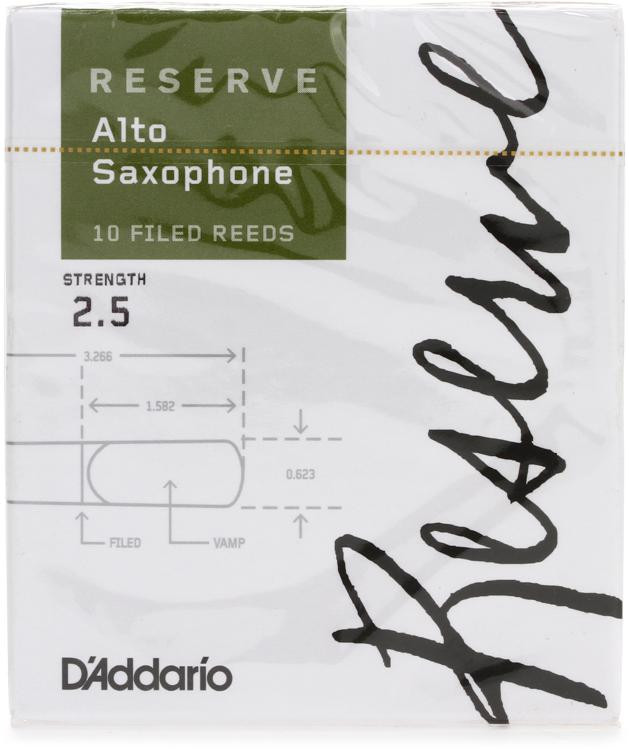 RESERVE
Alto
Saxophone
10 FILED REEDS
STRENGTH
2.5
3.266
1.582
0.623
FILED
VAMP
D'Addario
Reserve